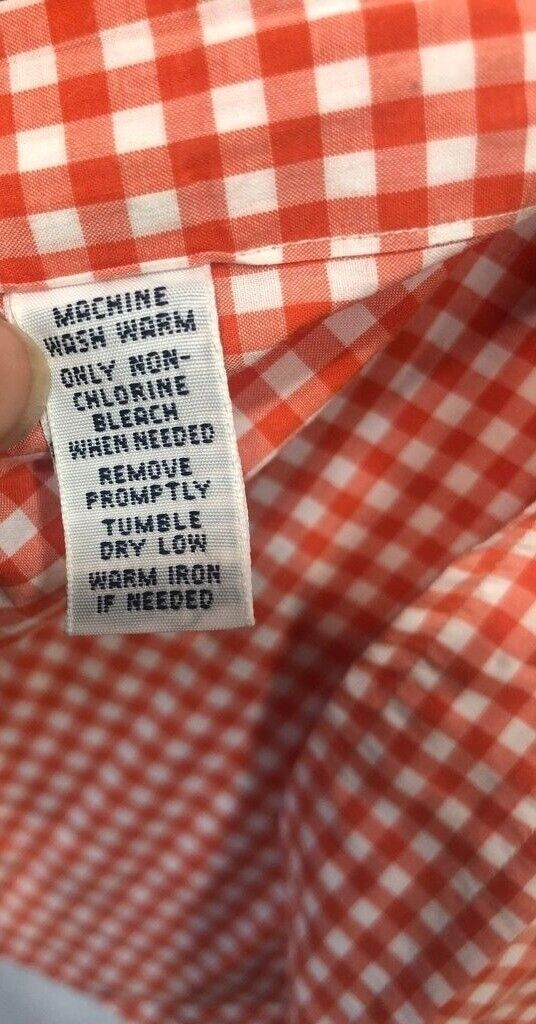 MACHINE
WASH WARM
ONLY NON-
CHLORINE
BLEACH
WHEN NEEDED
REMOVE
PROMPTLY
TUMBLE
DRY LOW
WARM IRON
IF NEEDED